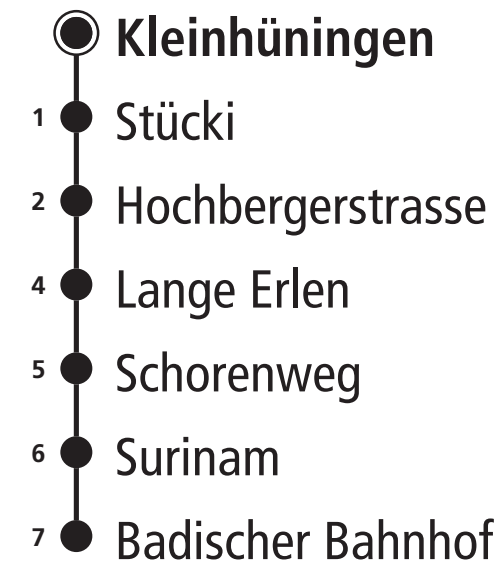 Kleinhüningen
1 Stücki
2 Hochbergerstrasse
4 Lange Erlen
5 Schorenweg
6 Surinam
7 Badischer Bahnhof